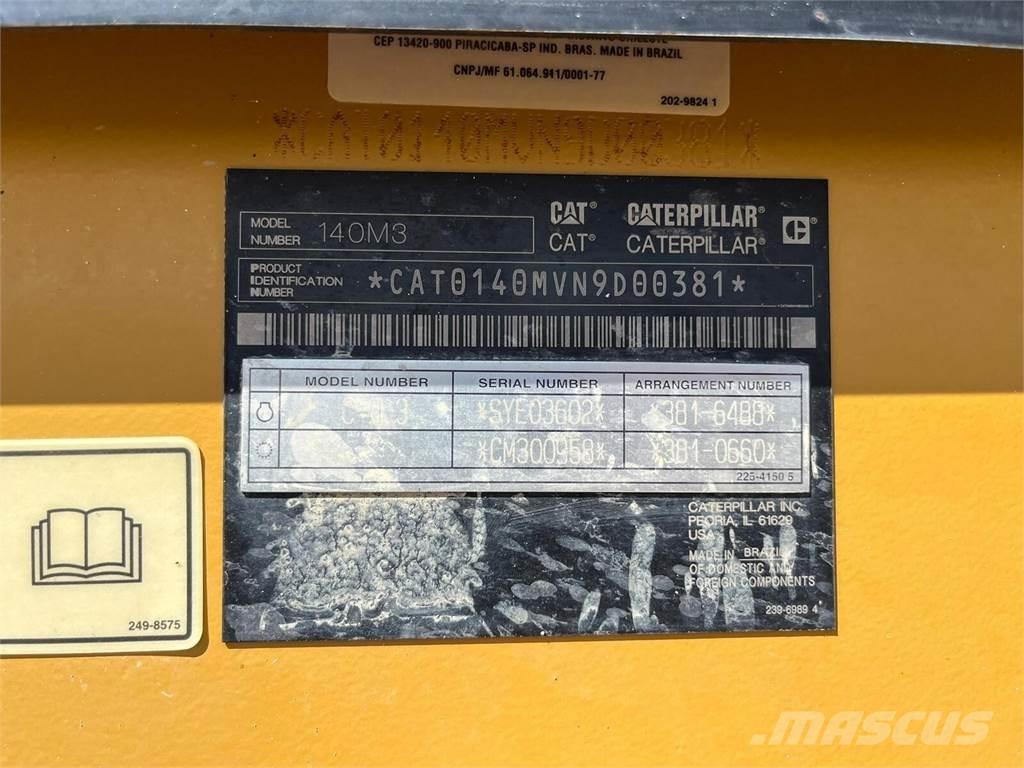 CEP 13420-900 PIRACICABA-SP IND. BRAS. MADE IN BRAZIL
CNPJ/MF 61.064.911/0001-77
202-9824 1
*CAT0140MVN9D00381*
MODEL NUMBER 140M3
CAT® CATERPILLAR®
CAT® CATERPILLAR®
PRODUCT IDENTIFICATION NUMBER *CAT0140MVN9D00381*
MODEL NUMBER SERIAL NUMBER ARRANGEMENT NUMBER
*SYE03602* *381-6488*
*CM300958* *381-0660*
225-4150 5
CATERPILLAR INC.
PEORIA, IL 61629
USA
MADE IN BRAZIL
OF DOMESTIC AND
FOREIGN COMPONENTS
239-6989 4
249-8575
MASCUS